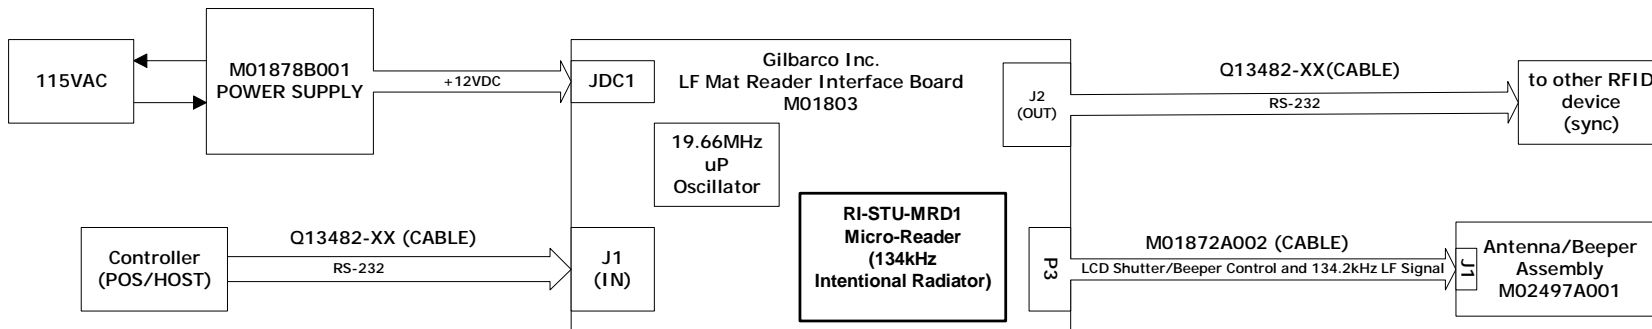 115VAC
M01878B001
POWER SUPPLY
+12VDC
JDC1
Gilbarco Inc.
LF Mat Reader Interface Board
M01803
19.66MHz
uP
Oscillator
J2
(OUT)
Q13482-XX(CABLE)
RS-232
to other RFID
device
(sync)
Controller
(POS/HOST)
Q13482-XX (CABLE)
RS-232
J1
(IN)
RI-STU-MRD1
Micro-Reader
(134kHz
Intentional Radiator)
P3
M01872A002 (CABLE)
LCD Shutter/Beeper Control and 134.2kHz LF Signal
J1
Antenna/Beeper
Assembly
M02497A001